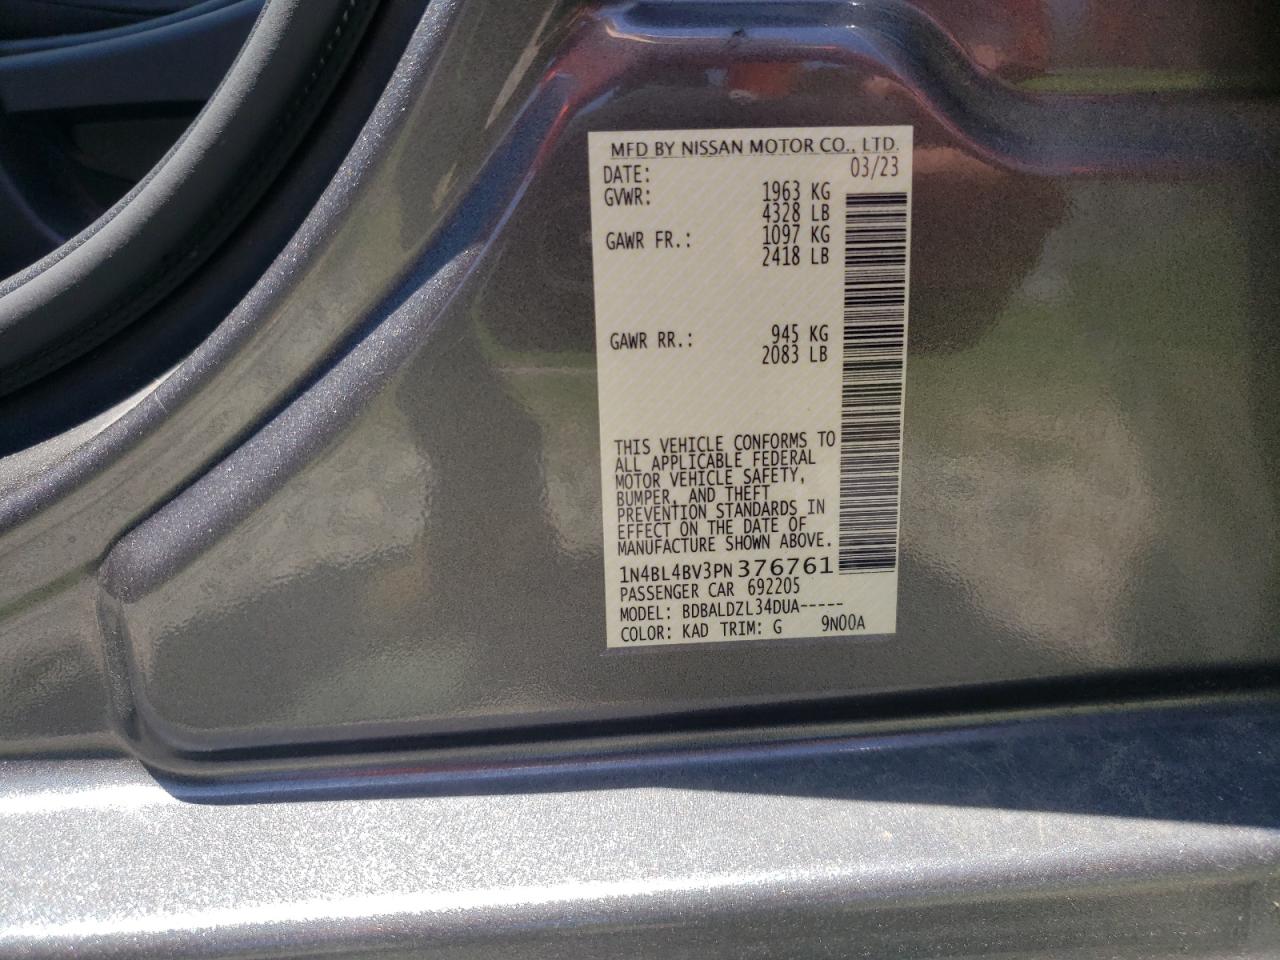 MFD BY NISSAN MOTOR CO., LTD.
DATE: 03/23
GVWR: 1963 KG
4328 LB
GAWR FR.: 1097 KG
2418 LB
GAWR RR.: 945 KG
2083 LB
THIS VEHICLE CONFORMS TO
ALL APPLICABLE FEDERAL
MOTOR VEHICLE SAFETY,
BUMPER, AND THEFT
PREVENTION STANDARDS IN
EFFECT ON THE DATE OF
MANUFACTURE SHOWN ABOVE.
1N4BL4BV3PN376761
PASSENGER CAR 692205
MODEL: BDBALDZL34DUA-----
COLOR: KAD TRIM: G 9N00A